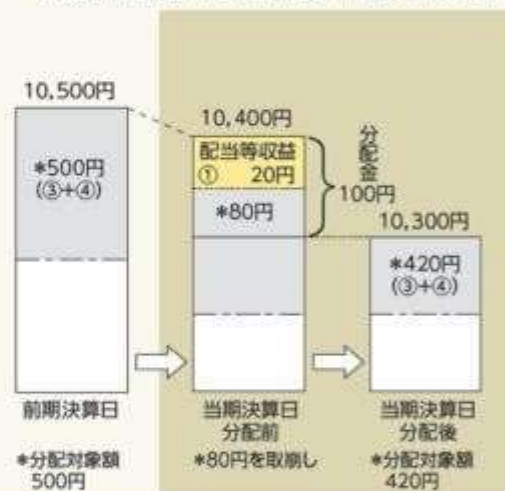 10,500円
*500円
(③+④)
前期決算日
*分配対象額
500円
10,400円
配当等収益
① 20円
*80円
分配金
100円
当期決算日
分配前
*80円を取崩し
10,300円
*420円
(③+④)
当期決算日
分配後
*分配対象額
420円